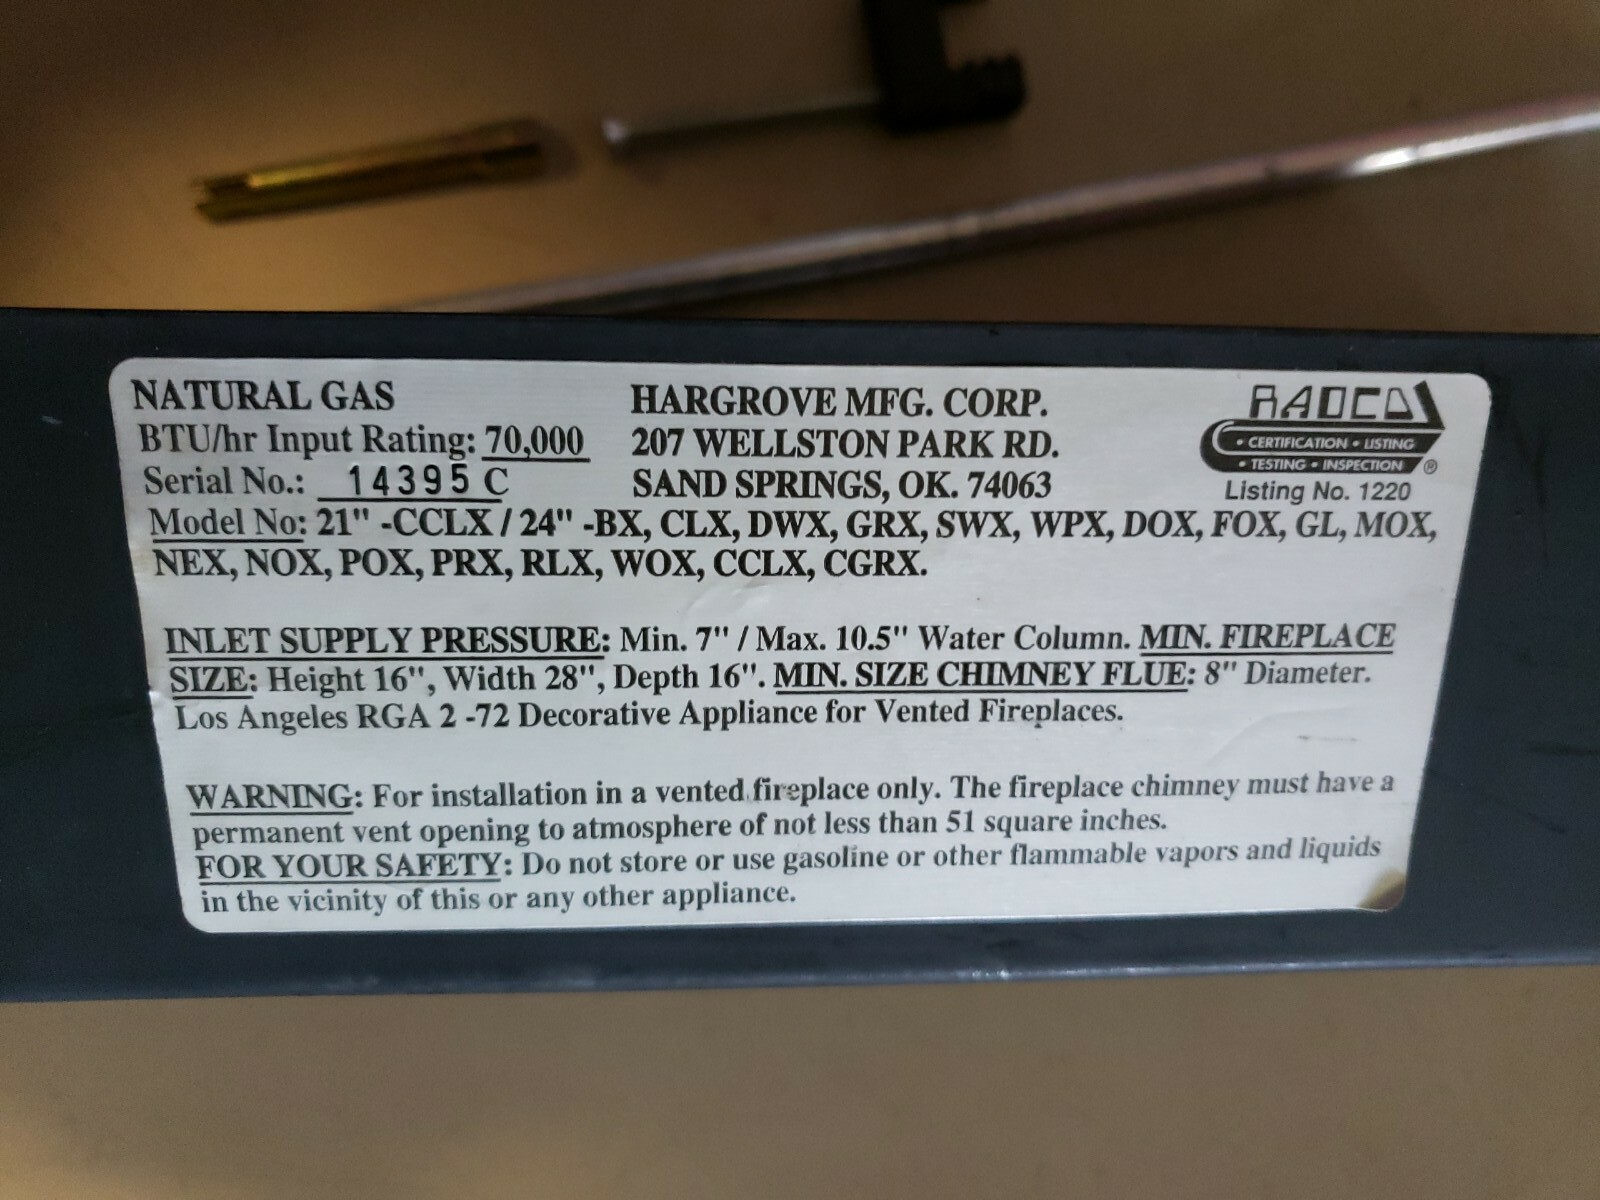 NATURAL GAS
BTU/hr Input Rating: 70,000
Serial No.: 14395 C
HARGROVE MFG. CORP.
207 WELLSTON PARK RD.
SAND SPRINGS, OK. 74063
RADCO
• CERTIFICATION • LISTING
• TESTING • INSPECTION ®
Listing No. 1220
Model No: 21" -CCLX / 24" -BX, CLX, DWX, GRX, SWX, WPX, DOX, FOX, GL, MOX,
NEX, NOX, POX, PRX, RLX, WOX, CCLX, CGRX.
INLET SUPPLY PRESSURE: Min. 7" / Max. 10.5" Water Column. MIN. FIREPLACE
SIZE: Height 16", Width 28", Depth 16". MIN. SIZE CHIMNEY FLUE: 8" Diameter.
Los Angeles RGA 2 -72 Decorative Appliance for Vented Fireplaces.
WARNING: For installation in a vented fireplace only. The fireplace chimney must have a
permanent vent opening to atmosphere of not less than 51 square inches.
FOR YOUR SAFETY: Do not store or use gasoline or other flammable vapors and liquids
in the vicinity of this or any other appliance.